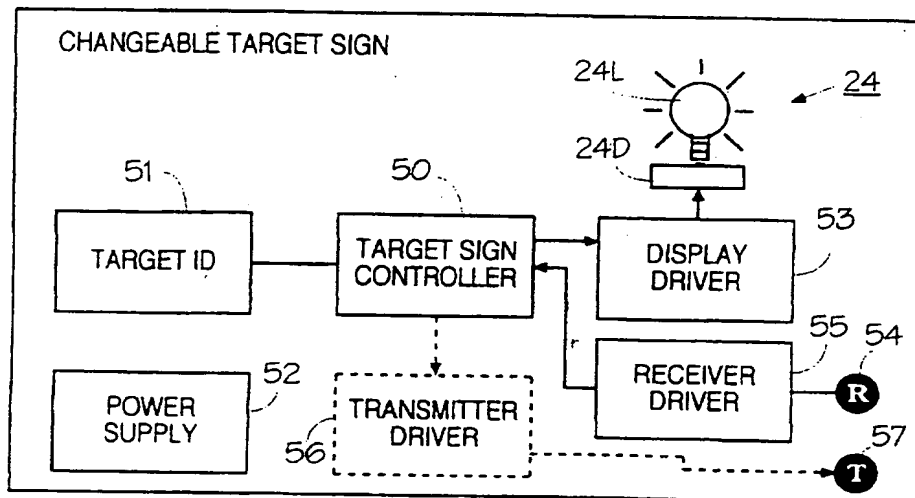 CHANGEABLE TARGET SIGN
24L
24
24D
51
50
53
TARGET ID
TARGET SIGN
CONTROLLER
DISPLAY
DRIVER
55
54
52
RECEIVER
DRIVER
R
POWER
SUPPLY
56
TRANSMITTER
DRIVER
57
T